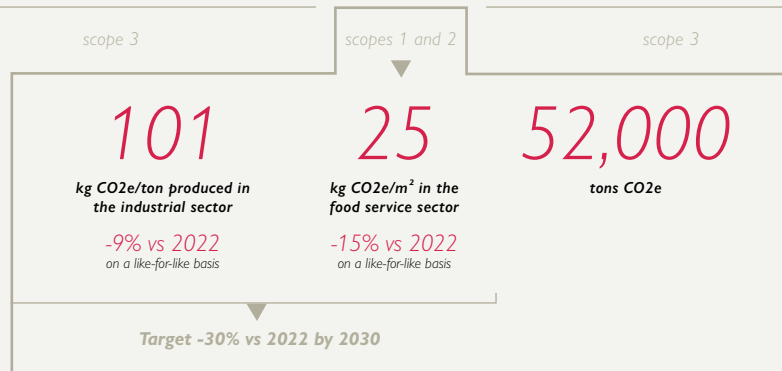 scope 3
scopes 1 and 2
scope 3
101
kg CO2e/ton produced in
the industrial sector
-9% vs 2022
on a like-for-like basis
25
kg CO2e/m² in the
food service sector
-15% vs 2022
on a like-for-like basis
52,000
tons CO2e
Target -30% vs 2022 by 2030